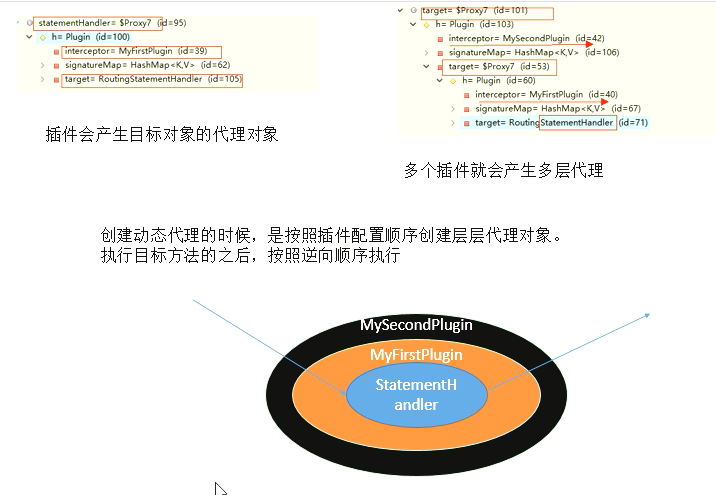 statementHandler= $Proxy7 (id=95)
h= Plugin (id=100)
interceptor= MyFirstPlugin (id=39)
signatureMap= HashMap<K,V> (id=62)
target= RoutingStatementHandler (id=105)
插件会产生目标对象的代理对象
target= $Proxy7 (id=101)
h= Plugin (id=103)
interceptor= MySecondPlugin (id=42)
signatureMap= HashMap<K,V> (id=106)
target= $Proxy7 (id=53)
h= Plugin (id=60)
interceptor= MyFirstPlugin (id=40)
signatureMap= HashMap<K,V> (id=67)
target= RoutingStatementHandler (id=71)
多个插件就会产生多层代理
创建动态代理的时候，是按照插件配置顺序创建层层代理对象。
执行目标方法的之后，按照逆向顺序执行
MySecondPlugin
MyFirstPlugin
StatementH
andler